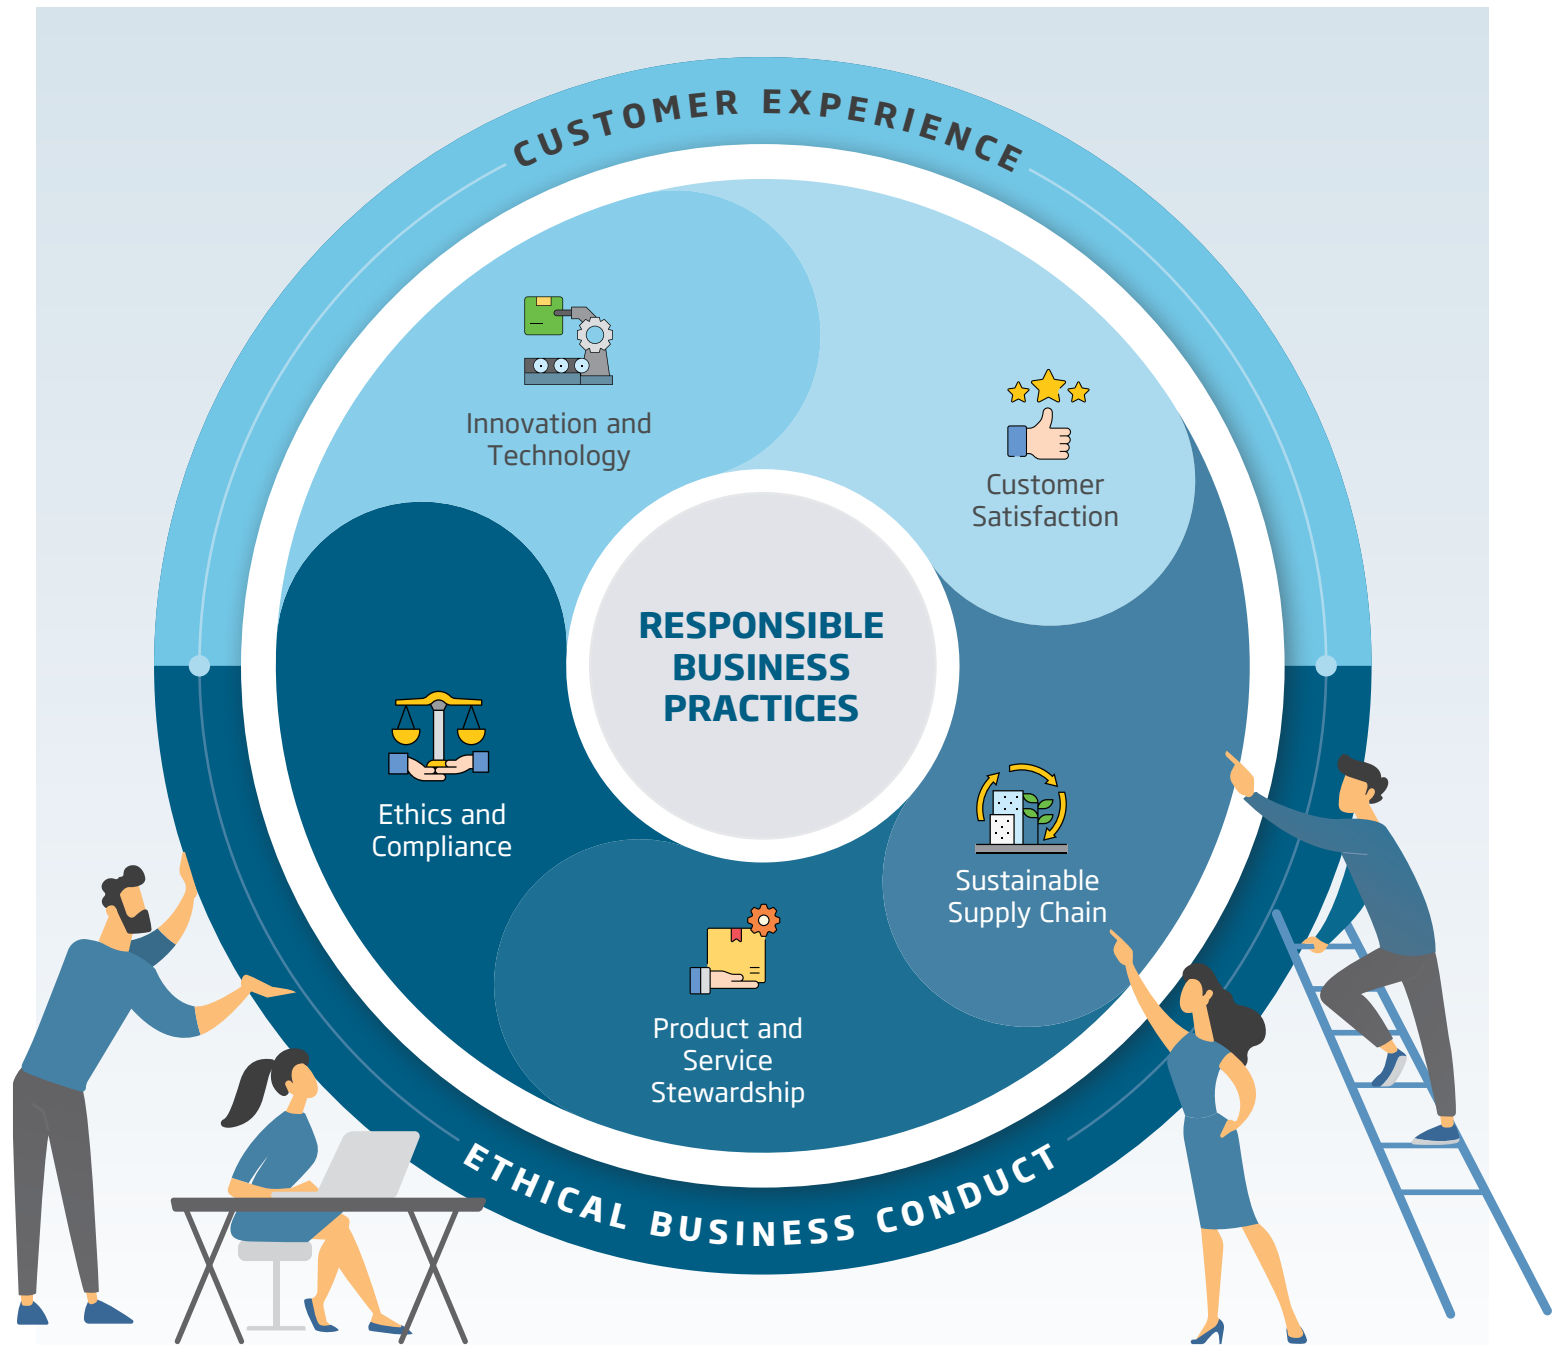 CUSTOMER EXPERIENCE
Innovation and
Technology
Customer
Satisfaction
RESPONSIBLE
BUSINESS
PRACTICES
Ethics and
Compliance
Sustainable
Supply Chain
Product and
Service
Stewardship
ETHICAL BUSINESS CONDUCT